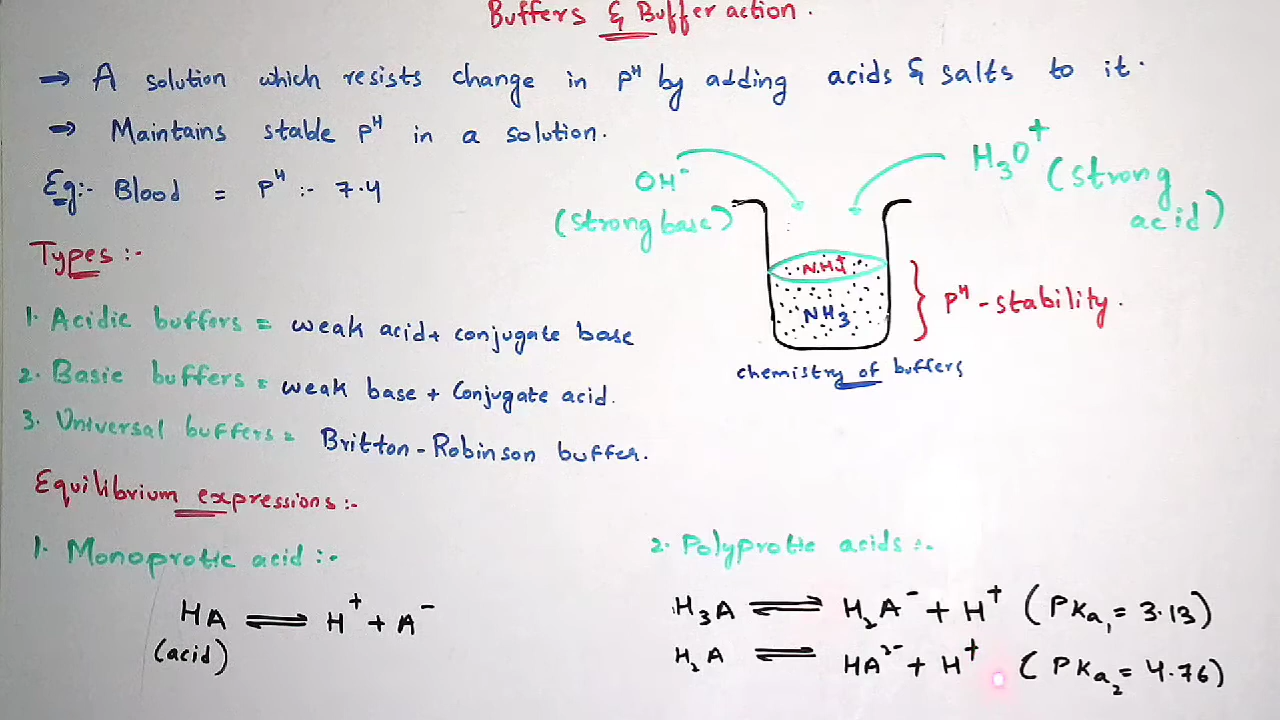 Buffers & Buffer action.
→ A solution which resists change in pH by adding acids & salts to it.
→ Maintains stable pH in a solution.
Eg:- Blood = pH :- 7.4
Types :-
1. Acidic buffers = weak acid + conjugate base
2. Basic buffers = weak base + Conjugate acid.
3. Universal buffers = Britton-Robinson buffer.
OH⁻
(strong base)
H₃O⁺ (strong
acid)
NH₄⁺
NH₃
pH-stability.
chemistry of buffers
Equilibrium expressions:-
1. Monoprotic acid :-
HA ⇌ H⁺ + A⁻
(acid)
2. Polyprotic acids :-
H₃A ⇌ H₂A⁻ + H⁺ (PKa₁ = 3.13)
H₂A ⇌ HA²⁻ + H⁺ (PKa₂ = 4.76)